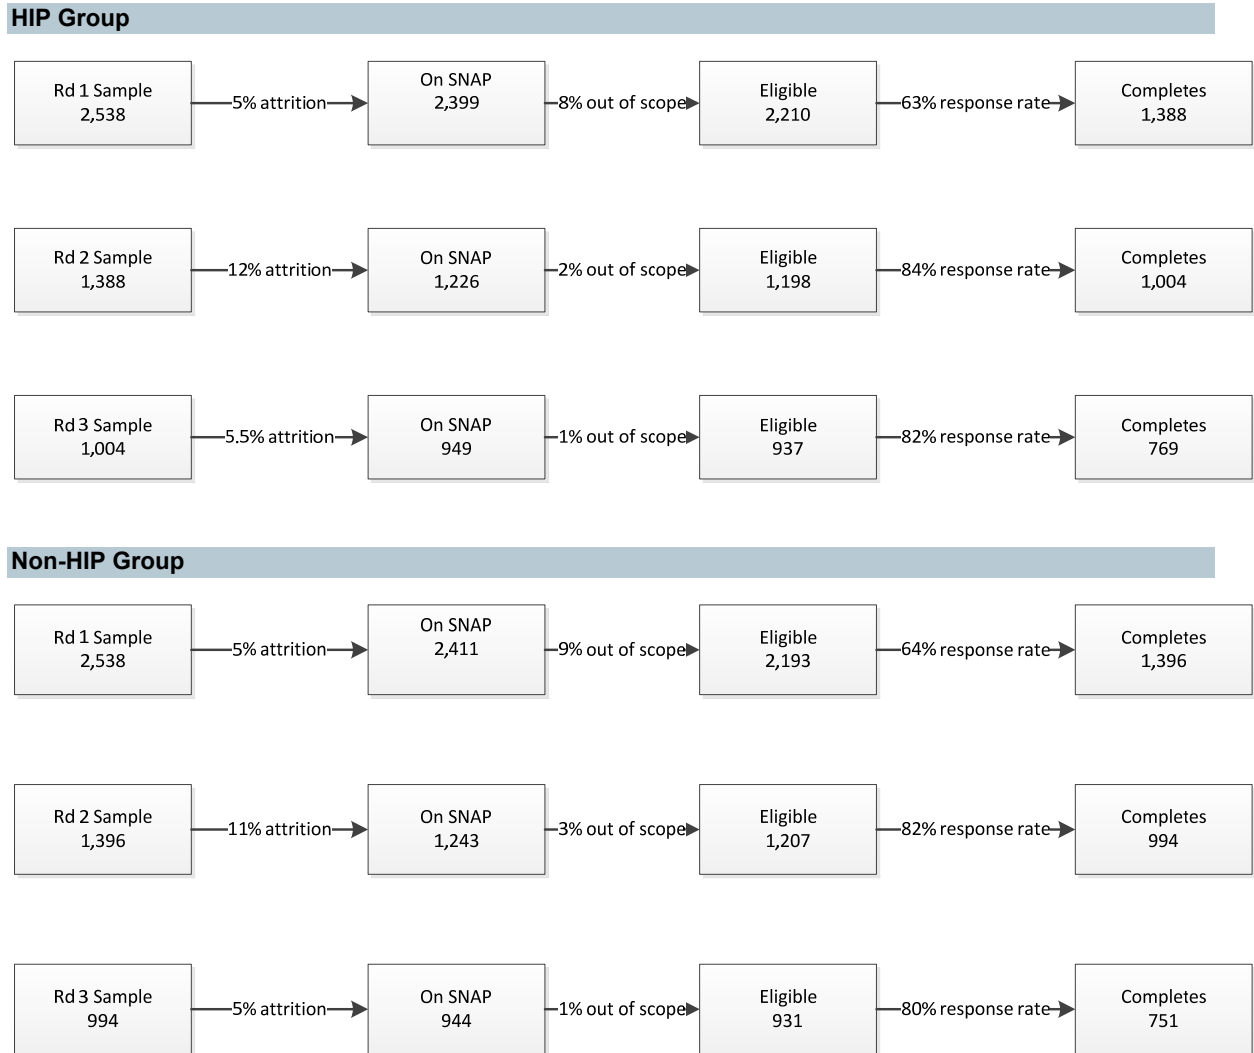 HIP Group
Rd 1 Sample
2,538
5% attrition
On SNAP
2,399
8% out of scope
Eligible
2,210
63% response rate
Completes
1,388
Rd 2 Sample
1,388
12% attrition
On SNAP
1,226
2% out of scope
Eligible
1,198
84% response rate
Completes
1,004
Rd 3 Sample
1,004
5.5% attrition
On SNAP
949
1% out of scope
Eligible
937
82% response rate
Completes
769
Non-HIP Group
Rd 1 Sample
2,538
5% attrition
On SNAP
2,411
9% out of scope
Eligible
2,193
64% response rate
Completes
1,396
Rd 2 Sample
1,396
11% attrition
On SNAP
1,243
3% out of scope
Eligible
1,207
82% response rate
Completes
994
Rd 3 Sample
994
5% attrition
On SNAP
944
1% out of scope
Eligible
931
80% response rate
Completes
751